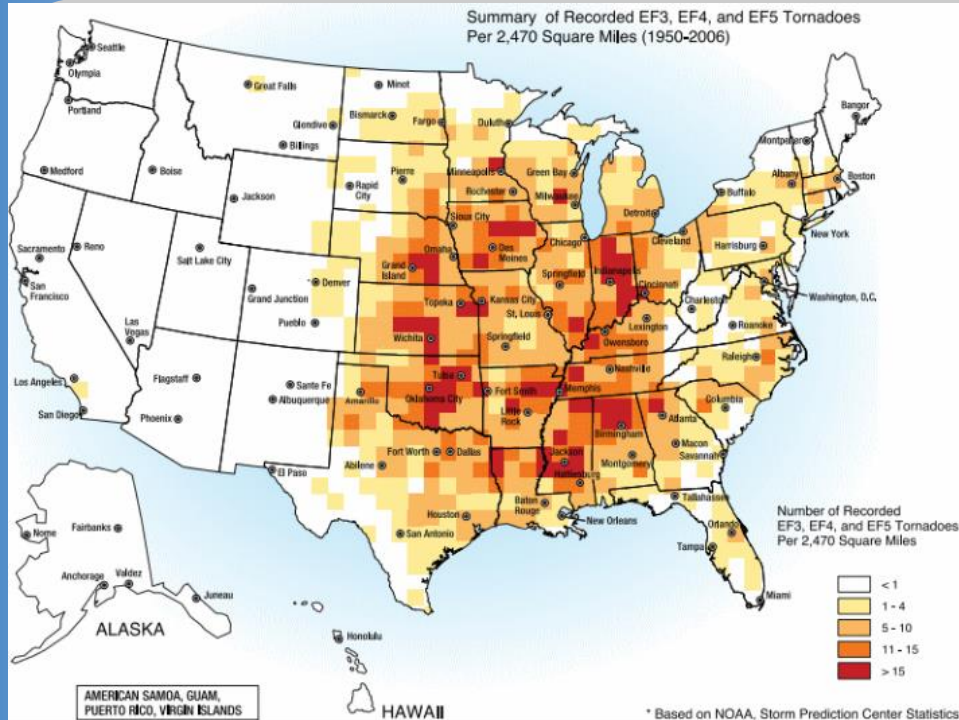 Summary of Recorded EF3, EF4, and EF5 Tornadoes
Per 2,470 Square Miles (1950-2006)
Seattle
Olympia
Portland
Great Falls
Minot
Bismarck
Fargo
Duluth
Glendive
Billings
Bangor
Montpelier
Medford
Boise
Jackson
Rapid
City
Pierre
Minneapolis
Rochester
Green Bay
Milwaukee
Albany
Boston
Buffalo
Detroit
Sioux City
Sacramento
Reno
Salt Lake City
San
Francisco
Omaha
Des
Moines
Chicago
Cleveland
New York
Harrisburg
Grand
Island
Denver
Grand Junction
Springfield
Indianapolis
Cincinati
Washington, D.C.
Topeka
Kansas City
St. Louis
Charleston
Pueblo
Las
Vegas
Wichita
Springfield
Lexington
Owensboro
Roanoke
Raleigh
Los Angeles
San Diego
Flagstaff
Phoenix
Santa Fe
Albuquerque
Amarillo
Tulsa
Oklahoma City
Fort Smith
Little
Rock
Memphis
Nashville
Columbia
Atlanta
Birmingham
Macon
Savannah
El Paso
Abilene
Fort Worth
Dallas
Jackson
Hattiesburg
Montgomery
Tallahassee
Houston
Baton
Rouge
New Orleans
San Antonio
Orlando
Tampa
Miami
Nome
Fairbanks
Anchorage
Valdez
Juneau
ALASKA
Honolulu
HAWAII
AMERICAN SAMOA, GUAM,
PUERTO RICO, VIRGIN ISLANDS
Number of Recorded
EF3, EF4, and EF5 Tornadoes
Per 2,470 Square Miles
< 1
1 - 4
5 - 10
11 - 15
> 15
* Based on NOAA, Storm Prediction Center Statistics